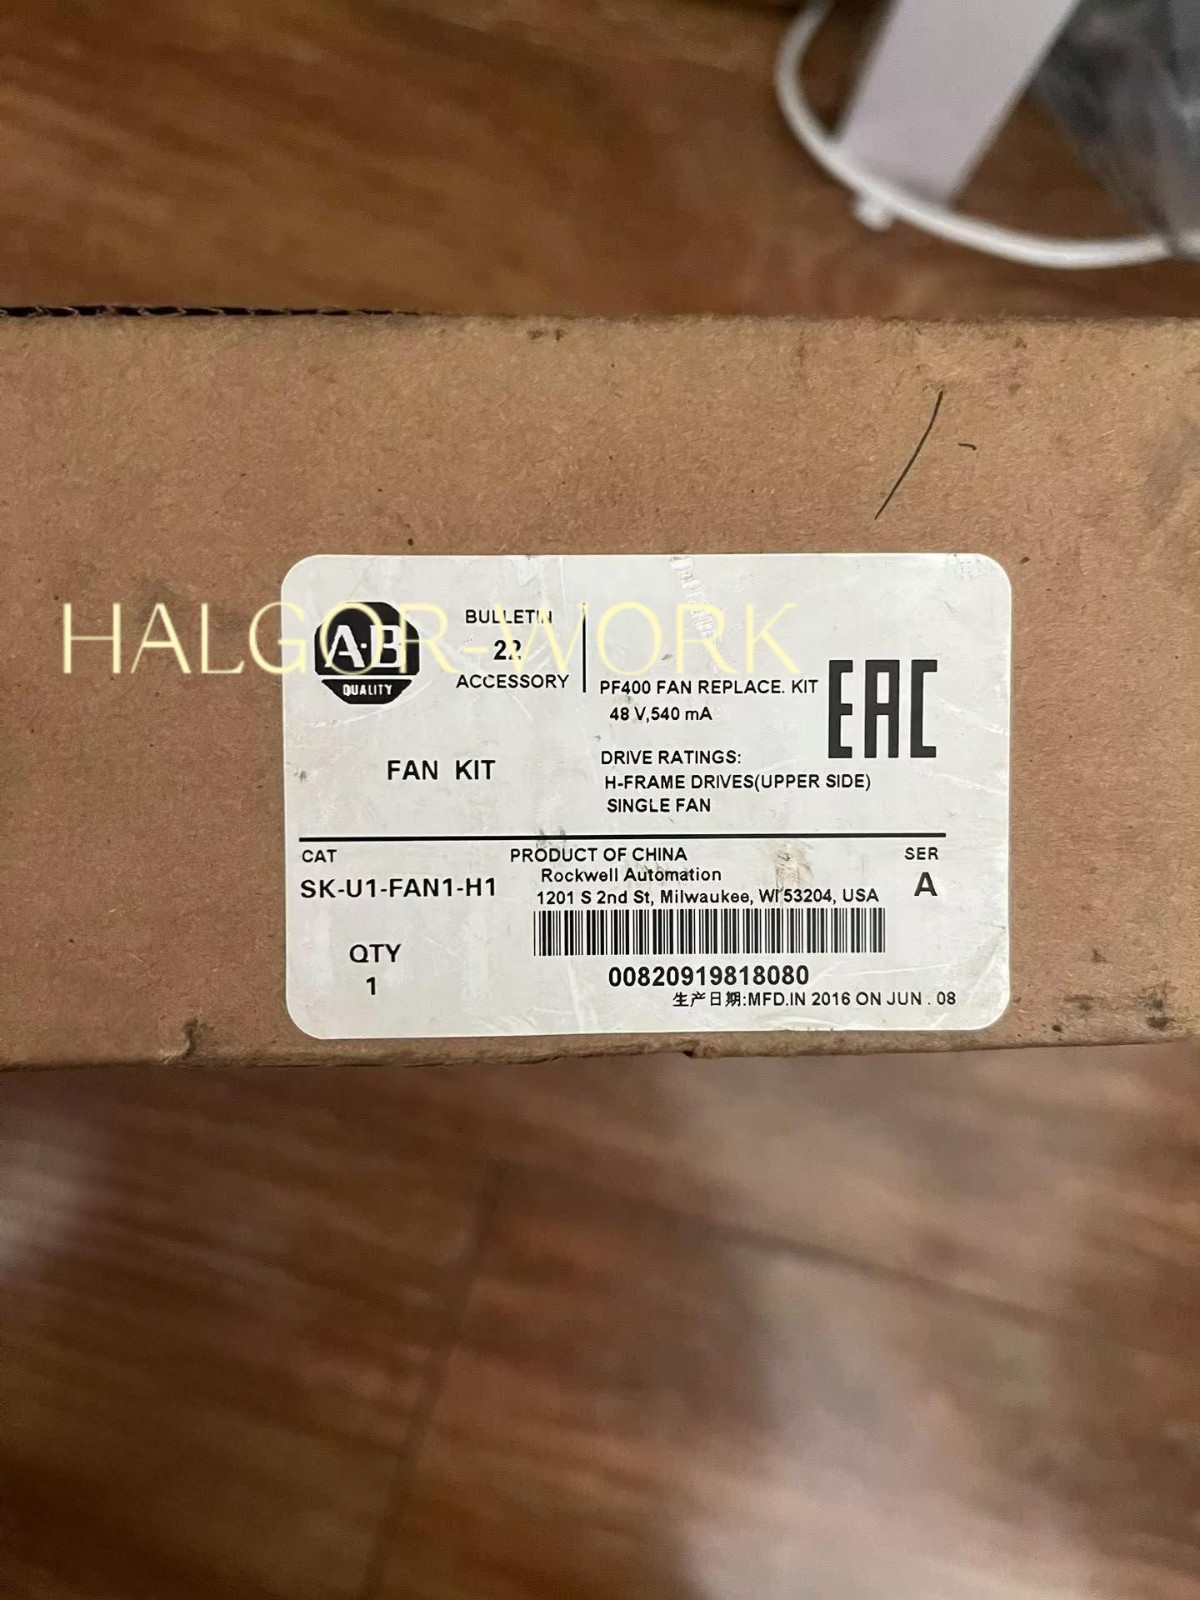 HALGOR-WORK
A·B
QUALITY
BULLETIN
22
ACCESSORY
FAN KIT
PF400 FAN REPLACE. KIT
48 V,540 mA
EAC
DRIVE RATINGS:
H-FRAME DRIVES(UPPER SIDE)
SINGLE FAN
CAT
SK-U1-FAN1-H1
PRODUCT OF CHINA
Rockwell Automation
1201 S 2nd St, Milwaukee, WI 53204, USA
SER
A
QTY
1
00820919818080
生产日期:MFD.IN 2016 ON JUN . 08